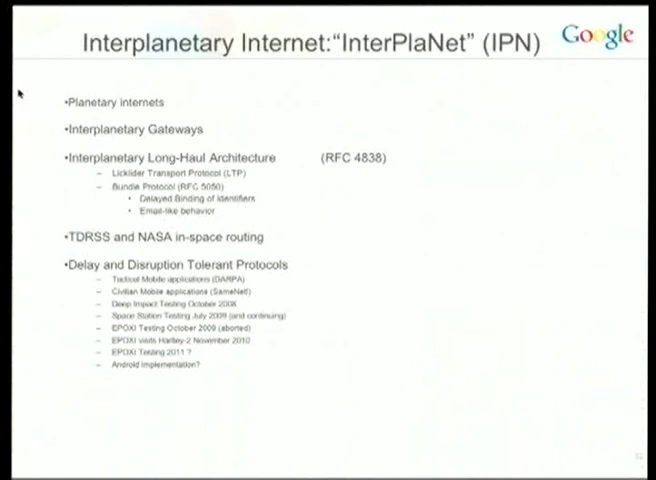 Interplanetary Internet:“InterPlaNet” (IPN)
Google
•Planetary internets
•Interplanetary Gateways
•Interplanetary Long-Haul Architecture (RFC 4838)
– Licklider Transport Protocol (LTP)
– Bundle Protocol (RFC 5050)
• Delayed Binding of Identifiers
• Email-like behavior
•TDRSS and NASA in-space routing
•Delay and Disruption Tolerant Protocols
– Tactical Mobile applications (DARPA)
– Civilian Mobile applications (SameNet!)
– Deep Impact Testing October 2008
– Space Station Testing July 2009 (and continuing)
– EPOXI Testing October 2009 (aborted)
– EPOXI visits Hartley-2 November 2010
– EPOXI Testing 2011 ?
– Android implementation?